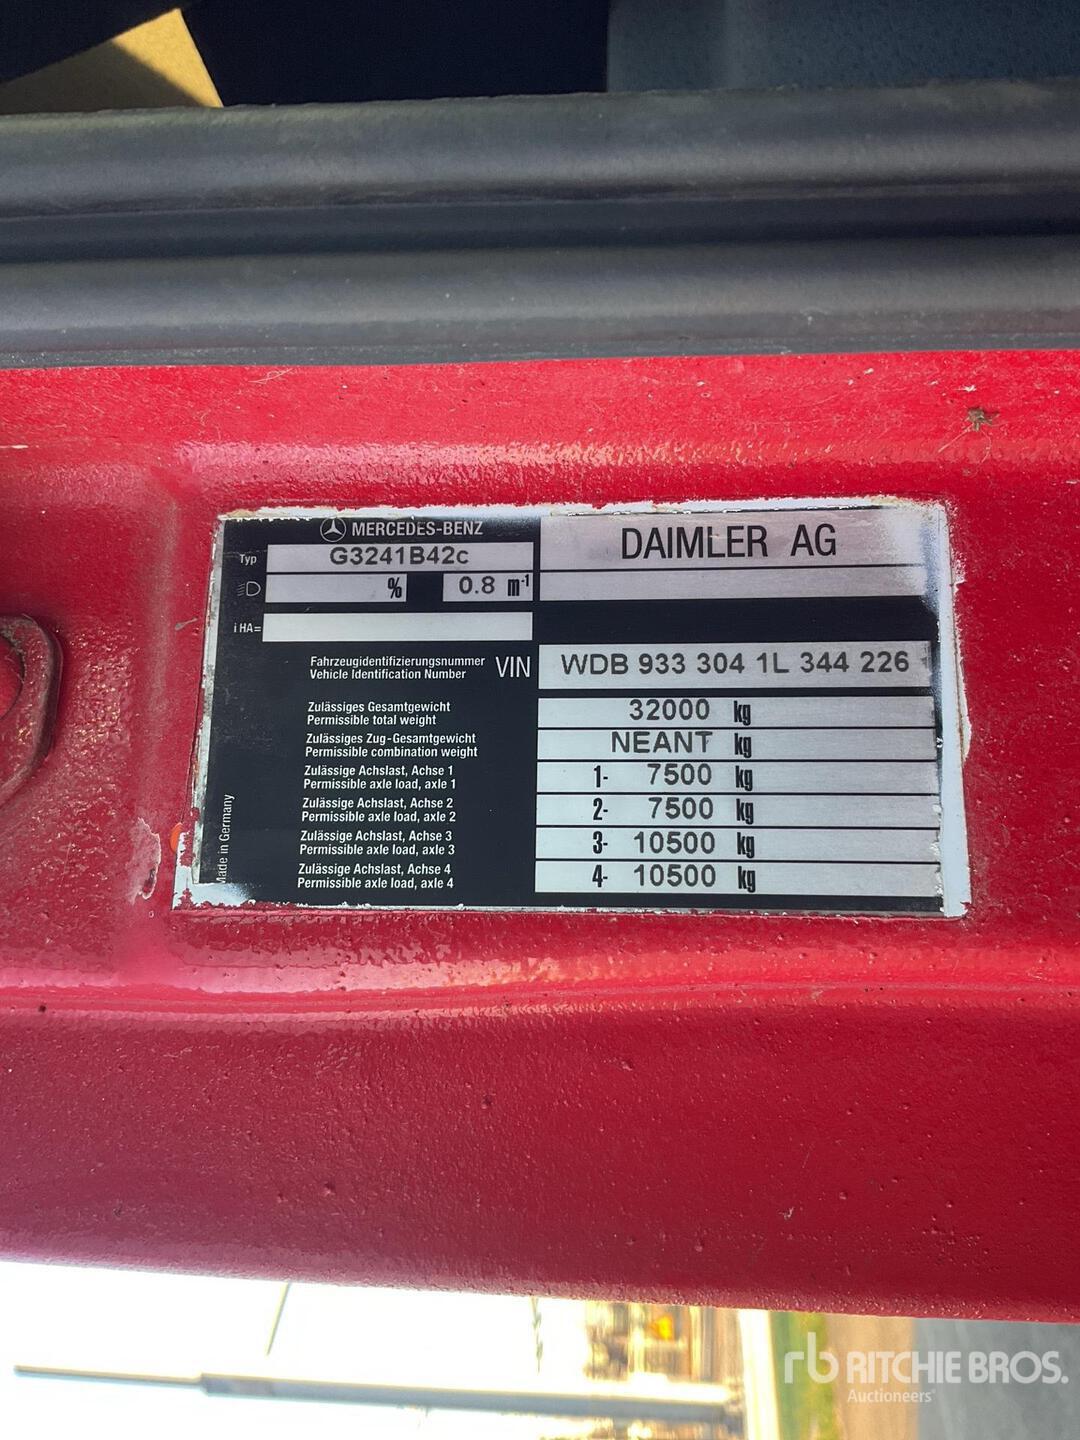 MERCEDES-BENZ
DAIMLER AG
Typ G3241B42c
% 0.8 m-1
i HA=
Fahrzeugidentifizierungsnummer
Vehicle Identification Number
VIN WDB 933 304 1L 344 226
Zulässiges Gesamtgewicht
Permissible total weight
32000 kg
Zulässiges Zug-Gesamtgewicht
Permissible combination weight
NEANT kg
Zulässige Achslast, Achse 1
Permissible axle load, axle 1
1- 7500 kg
Zulässige Achslast, Achse 2
Permissible axle load, axle 2
2- 7500 kg
Zulässige Achslast, Achse 3
Permissible axle load, axle 3
3- 10500 kg
Zulässige Achslast, Achse 4
Permissible axle load, axle 4
4- 10500 kg
Made in Germany
rb RITCHIE BROS.
Auctioneers